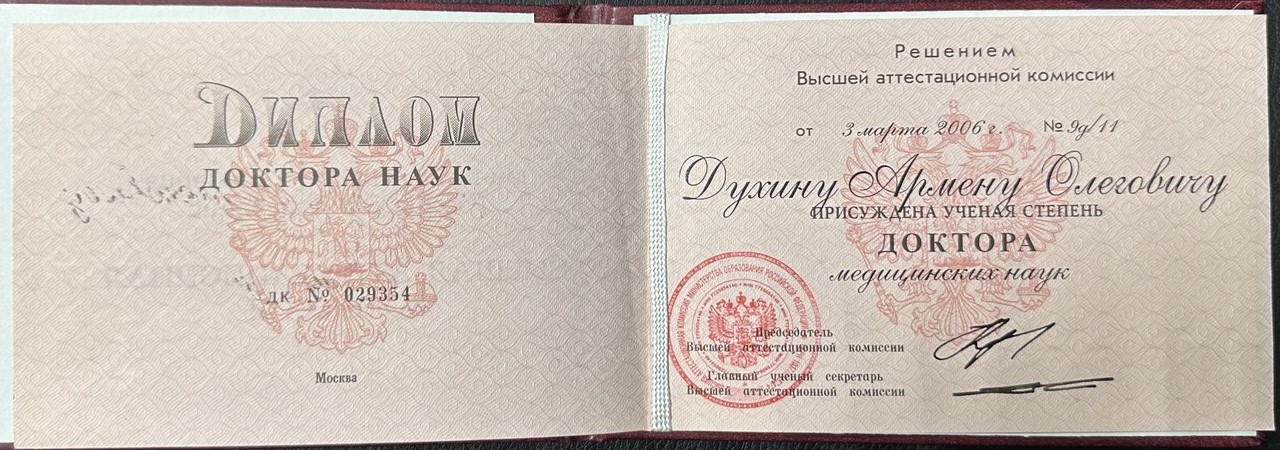 Диплом
ДОКТОРА НАУК
ДК № 029354
Москва
Решением
Высшей аттестационной комиссии
от 3 марта 2006 г. № 9д/11
Духину Армену Олеговичу
ПРИСУЖДЕНА УЧЕНАЯ СТЕПЕНЬ
ДОКТОРА
медицинских наук
Председатель
Высшей аттестационной комиссии
Главный ученый секретарь
Высшей аттестационной комиссии